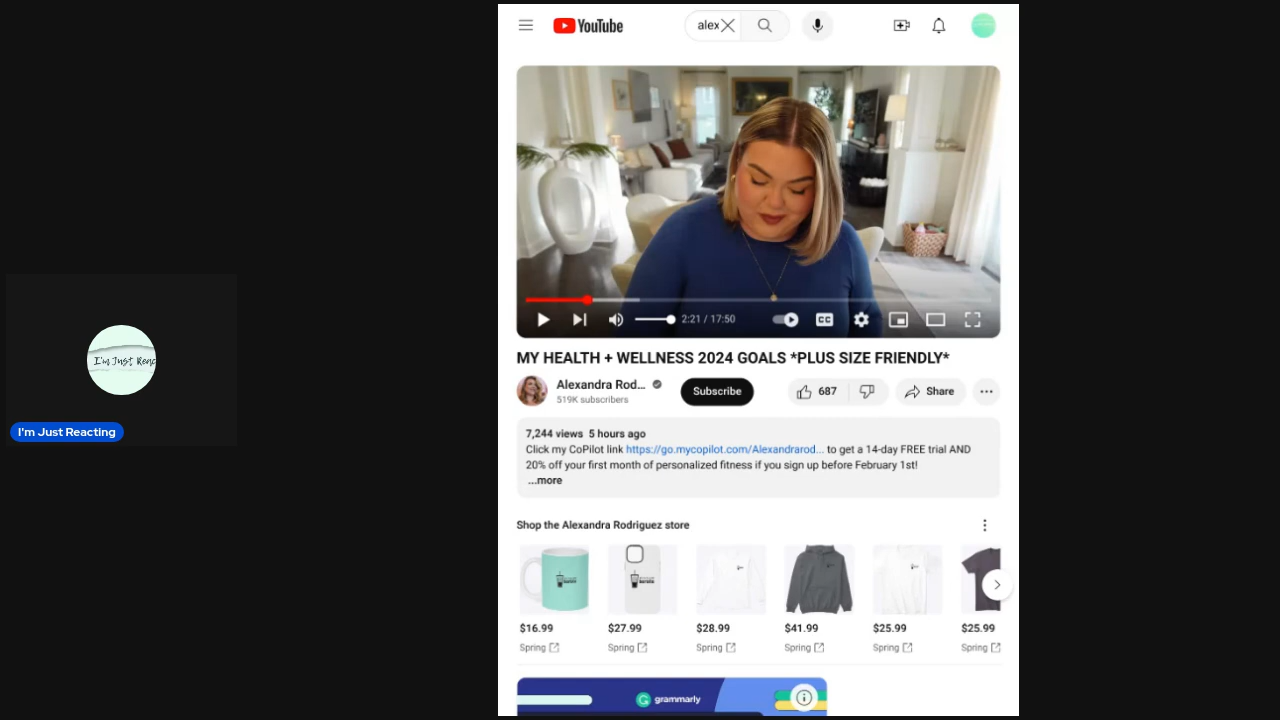 YouTube
alex
2:21 / 17:50
CC
MY HEALTH + WELLNESS 2024 GOALS *PLUS SIZE FRIENDLY*
Alexandra Rod...
519K subscribers
Subscribe
687
Share
7,244 views 5 hours ago
Click my CoPilot link https://go.mycopilot.com/Alexandrarod... to get a 14-day FREE trial AND
20% off your first month of personalized fitness if you sign up before February 1st!
...more
Shop the Alexandra Rodriguez store
$16.99
$27.99
$28.99
$41.99
$25.99
$25.99
Spring
Spring
Spring
Spring
Spring
Spring
grammarly
I'm Just Reac
I'm Just Reacting